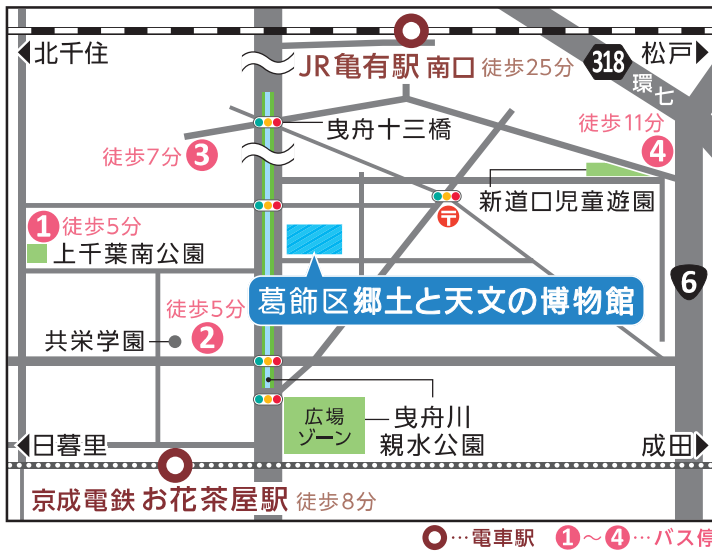 北千住
JR亀有駅 南口 徒歩25分
318
松戸
環七
徒歩11分
曳舟十三橋
徒歩7分 3
4
新道口児童遊園
〒
1 徒歩5分
上千葉南公園
6
葛飾区郷土と天文の博物館
徒歩5分
共栄学園
2
広場
ゾーン
曳舟川
親水公園
日暮里
成田
京成電鉄 お花茶屋駅 徒歩8分
…電車駅 1〜4…バス停